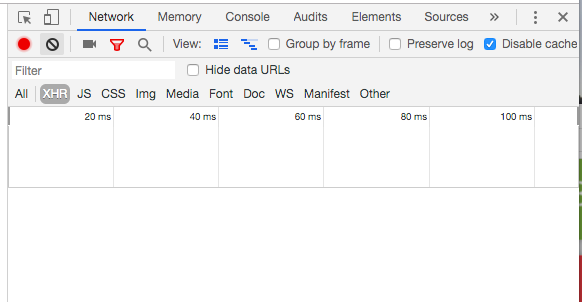 Network Memory Console Audits Elements Sources »
View: Group by frame Preserve log Disable cache
Filter Hide data URLs
All XHR JS CSS Img Media Font Doc WS Manifest Other
20 ms 40 ms 60 ms 80 ms 100 ms